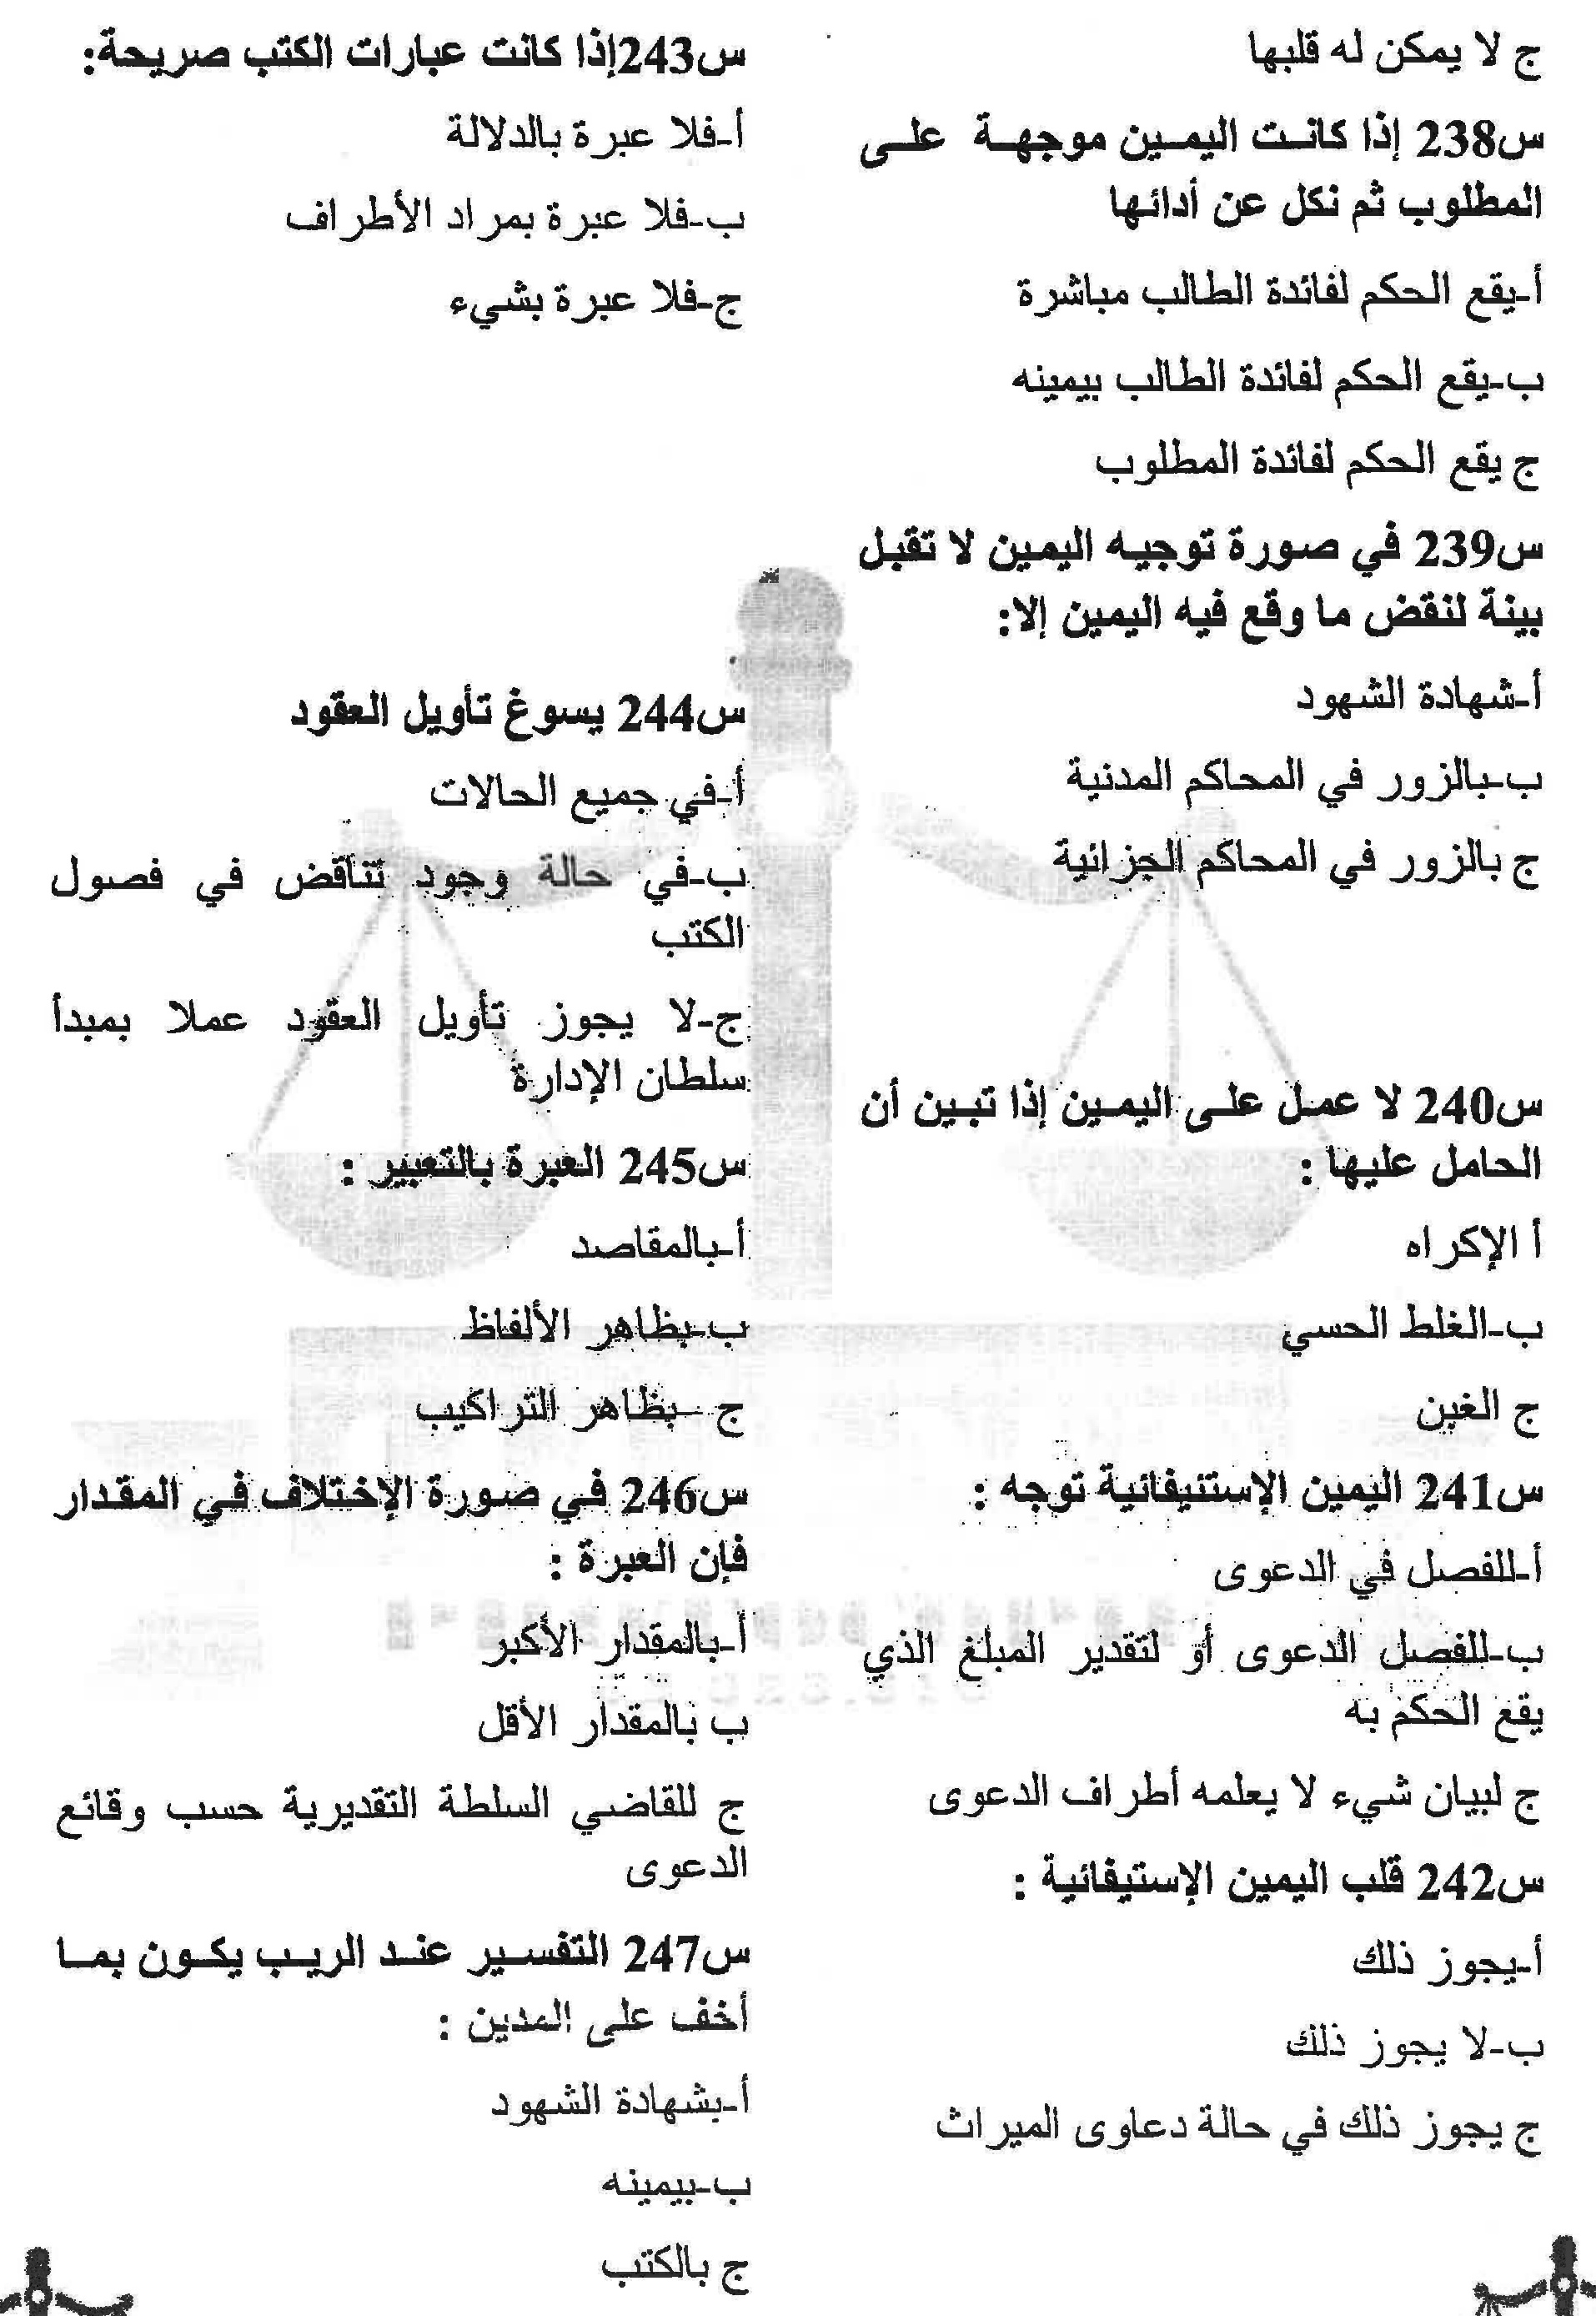 ج لا يمكن له قلبها
س238 إذا كانت اليمين موجهة على
المطلوب ثم نكل عن أدائها
أ-يقع الحكم لفائدة الطالب مباشرة
ب-يقع الحكم لفائدة الطالب بيمينه
ج يقع الحكم لفائدة المطلوب
س239 في صورة توجيه اليمين لا تقبل
بينة لنقض ما وقع فيه اليمين إلا:
أ-شهادة الشهود
ب-بالزور في المحاكم المدنية
ج بالزور في المحاكم الجزائية
س240 لا عمل على اليمين إذا تبين أن
الحامل عليها :
أ الإكراه
ب-الغلط الحسي
ج الغبن
س241 اليمين الإستئيفائية توجه :
أ-للفصل في الدعوى
ب-للفصل الدعوى أو لتقدير المبلغ الذي
يقع الحكم به
ج لبيان شيء لا يعلمه أطراف الدعوى
س242 قلب اليمين الإستيفائية :
أ-يجوز ذلك
ب-لا يجوز ذلك
ج يجوز ذلك في حالة دعاوى الميراث
س243إذا كانت عبارات الكتب صريحة:
أ-فلا عبرة بالدلالة
ب-فلا عبرة بمراد الأطراف
ج-فلا عبرة بشيء
س244 يسوغ تأويل العقود
أ-في جميع الحالات
ب-في حالة وجود تناقض في فصول
الكتب
ج-لا يجوز تأويل العقود عملا بمبدأ
سلطان الإدارة
س245 العبرة بالتعبير :
أ-بالمقاصد
ب-بظاهر الألفاظ
ج –بظاهر التراكيب
س246 في صورة الإختلاف في المقدار
فإن العبرة :
أ-بالمقدار الأكبر
ب بالمقدار الأقل
ج للقاضي السلطة التقديرية حسب وقائع
الدعوى
س247 التفسير عند الريب يكون بما
أخف على المدين :
أ-بشهادة الشهود
ب-بيمينه
ج بالكتب